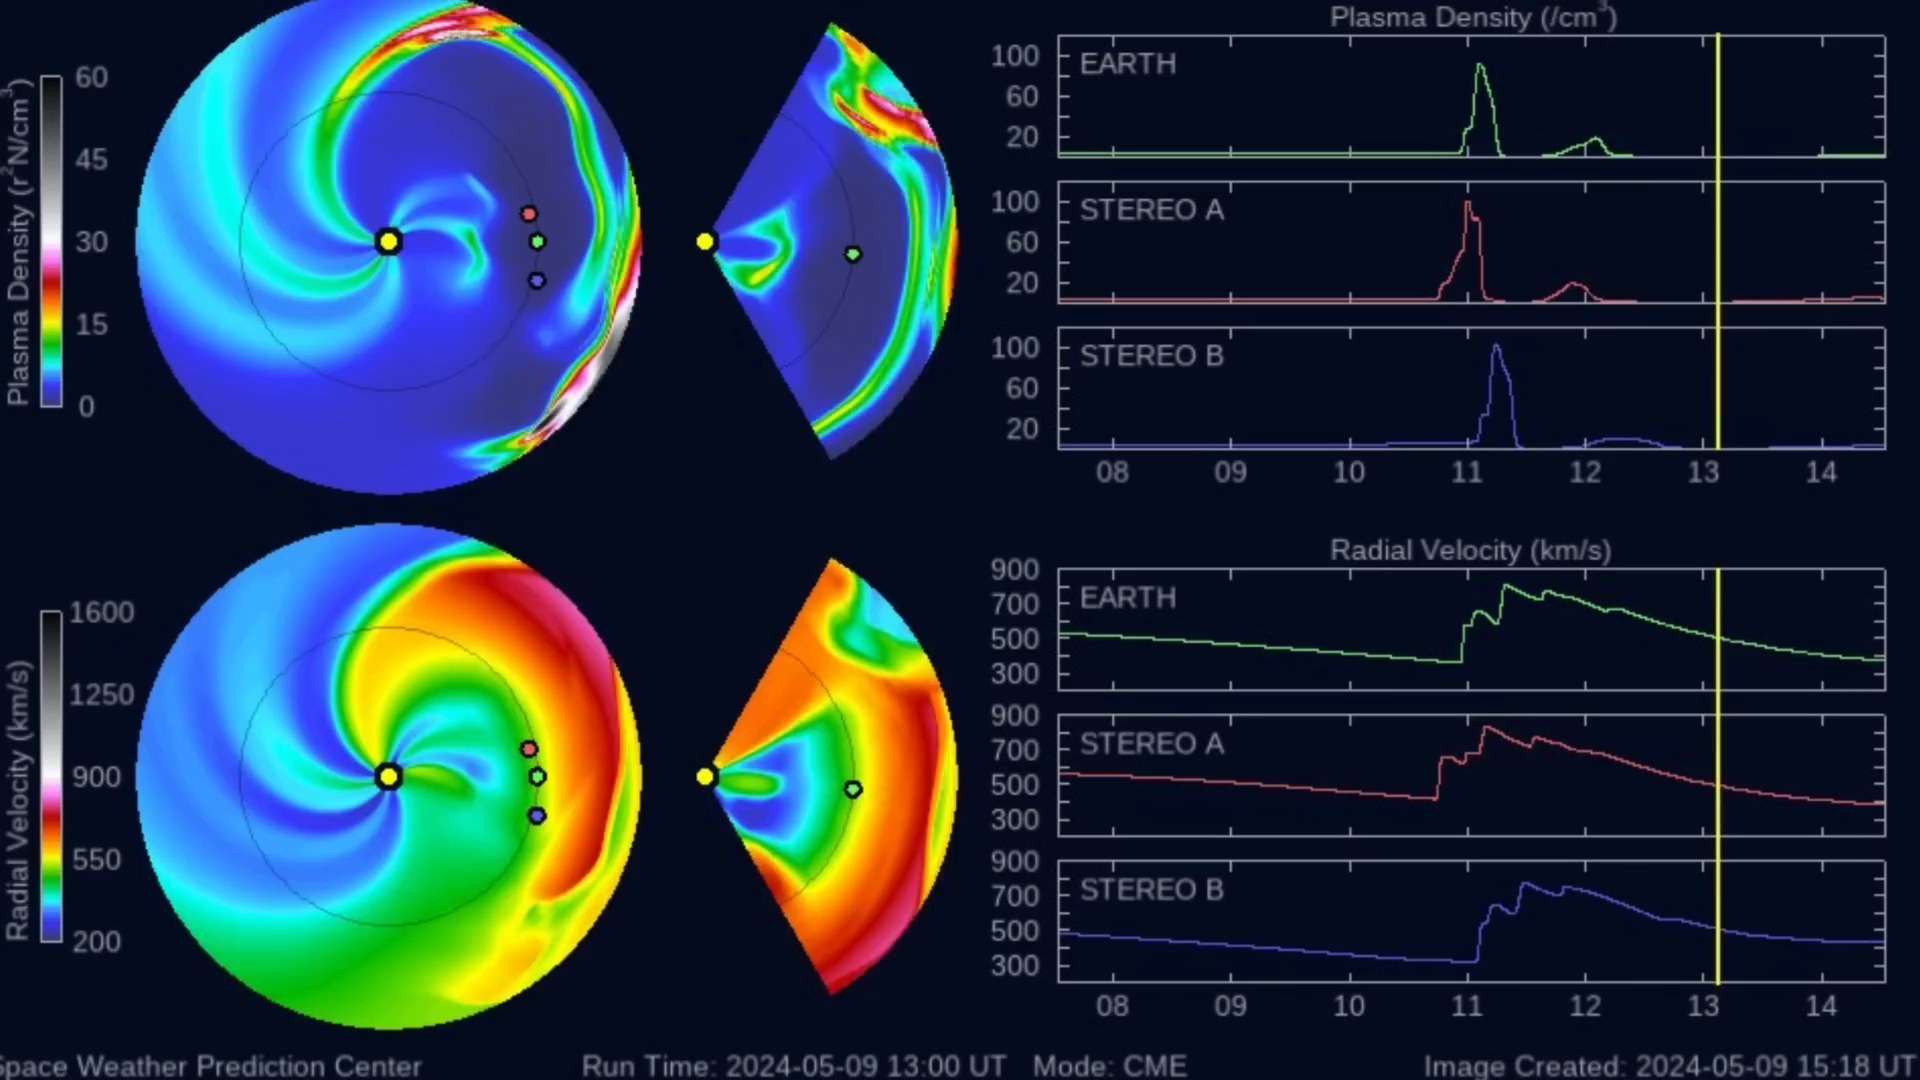 Plasma Density (r²N/cm³)
60
45
30
15
0
Plasma Density (/cm³)
EARTH
100
60
20
STEREO A
100
60
20
STEREO B
100
60
20
08 09 10 11 12 13 14
Radial Velocity (km/s)
1600
1250
900
550
200
Radial Velocity (km/s)
EARTH
900
700
500
300
STEREO A
900
700
500
300
STEREO B
900
700
500
300
08 09 10 11 12 13 14
Space Weather Prediction Center Run Time: 2024-05-09 13:00 UT Mode: CME Image Created: 2024-05-09 15:18 UT